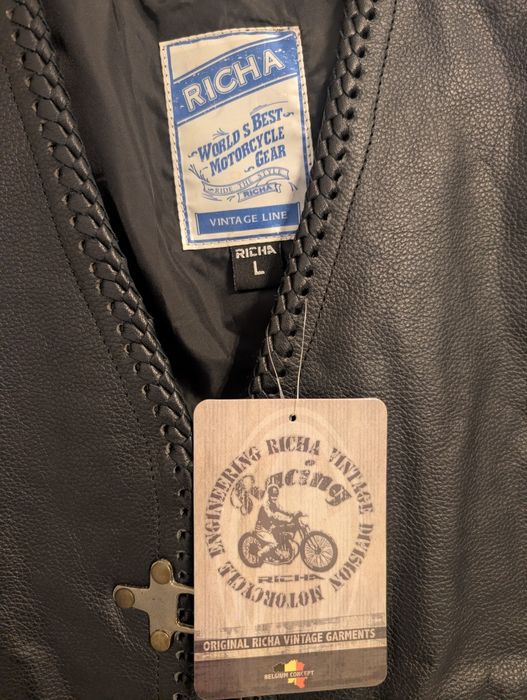 RICHA
WORLD'S BEST
MOTORCYCLE
GEAR
RIDE THE STYLE
RICHA
VINTAGE LINE
RICHA
L
ENGINEERING RICHA VINTAGE DIVISION MOTORCYCLE
Racing
RICHA
ORIGINAL RICHA VINTAGE GARMENTS
BELGIUM CONCEPT